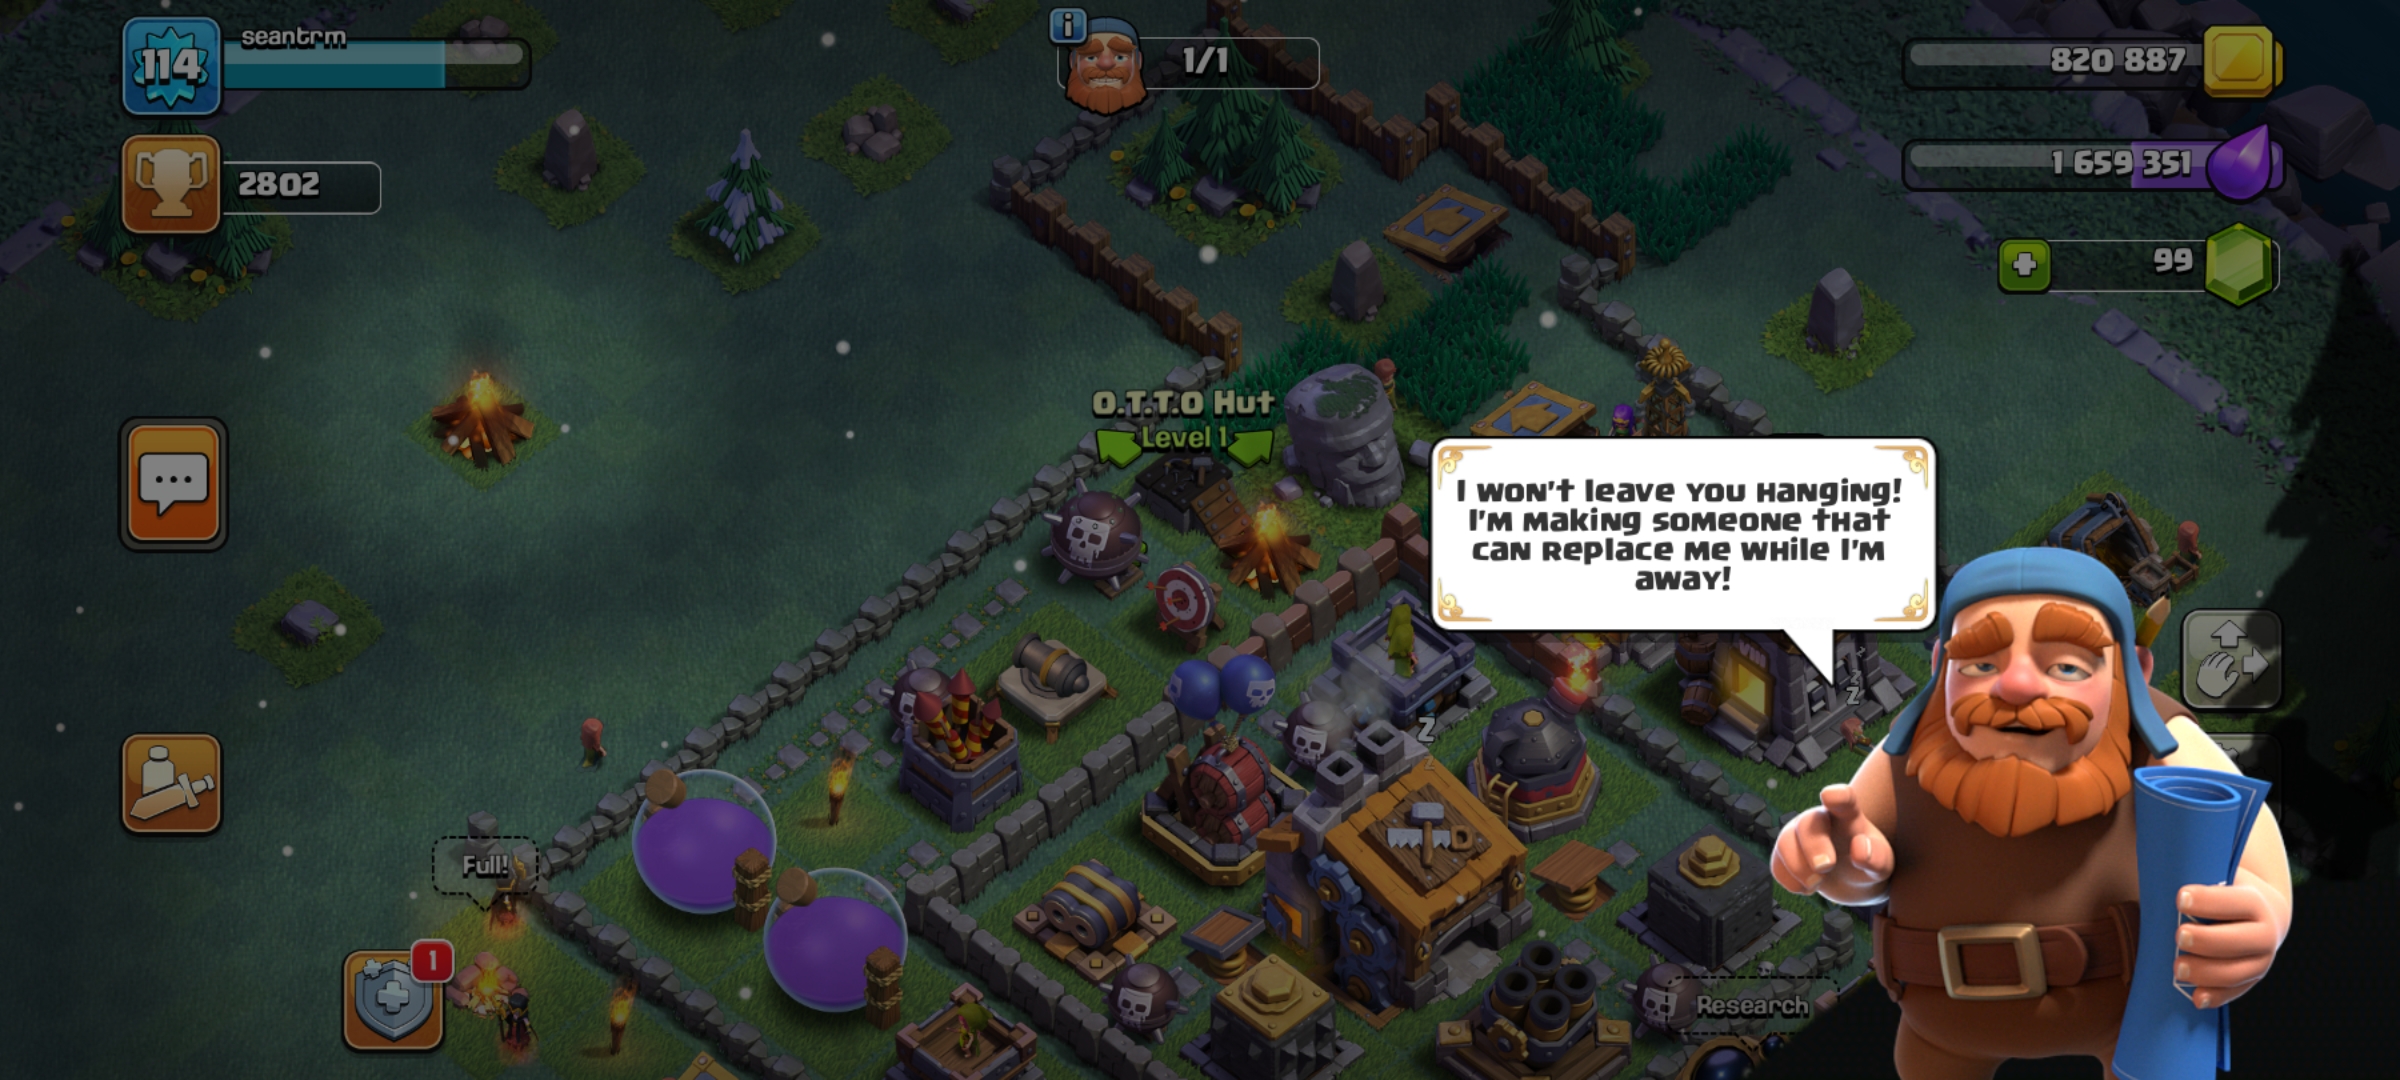 114
seantrm
1/1
820 887
2802
1 659 351
99
O.T.T.O Hut
Level 1
I won't leave you hanging!
I'm making someone that
can replace me while I'm
away!
Z
Z
Full!
1
Research